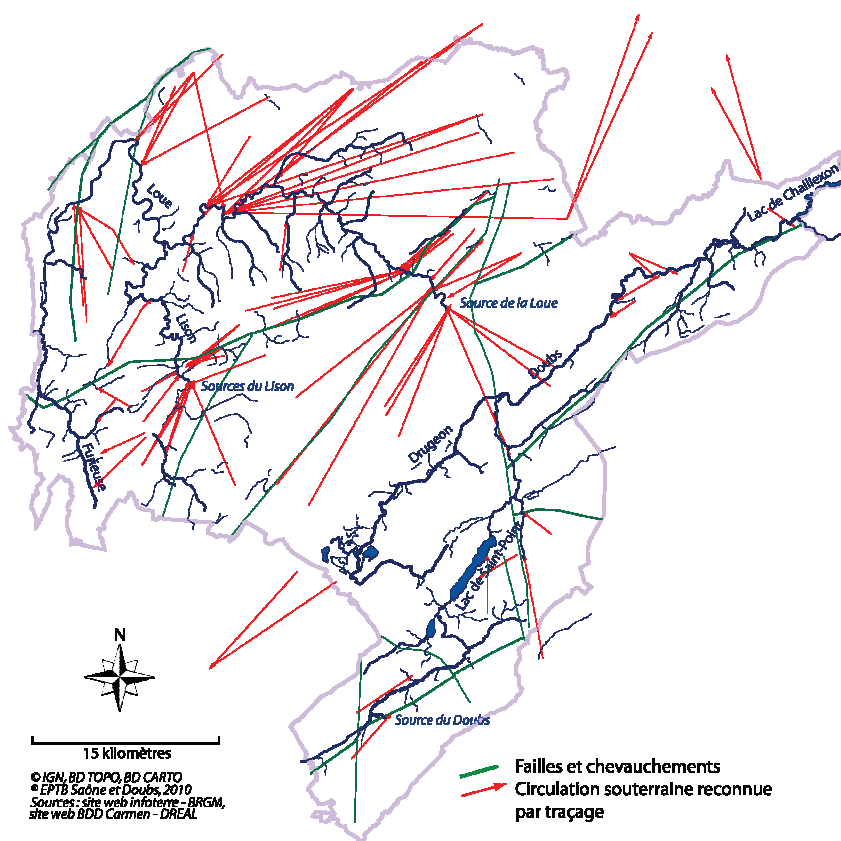 Loue
Lac de Chaillexon
Source de la Loue
Lison
Doubs
Sources du Lison
Drugeon
Furieuse
Lac de Saint-Point
N
Source du Doubs
15 kilomètres
Failles et chevauchements
Circulation souterraine reconnue
par traçage
© IGN, BD TOPO, BD CARTO
® EPTB Saône et Doubs, 2010
Sources : site web infoterre - BRGM,
site web BDD Carmen - DREAL